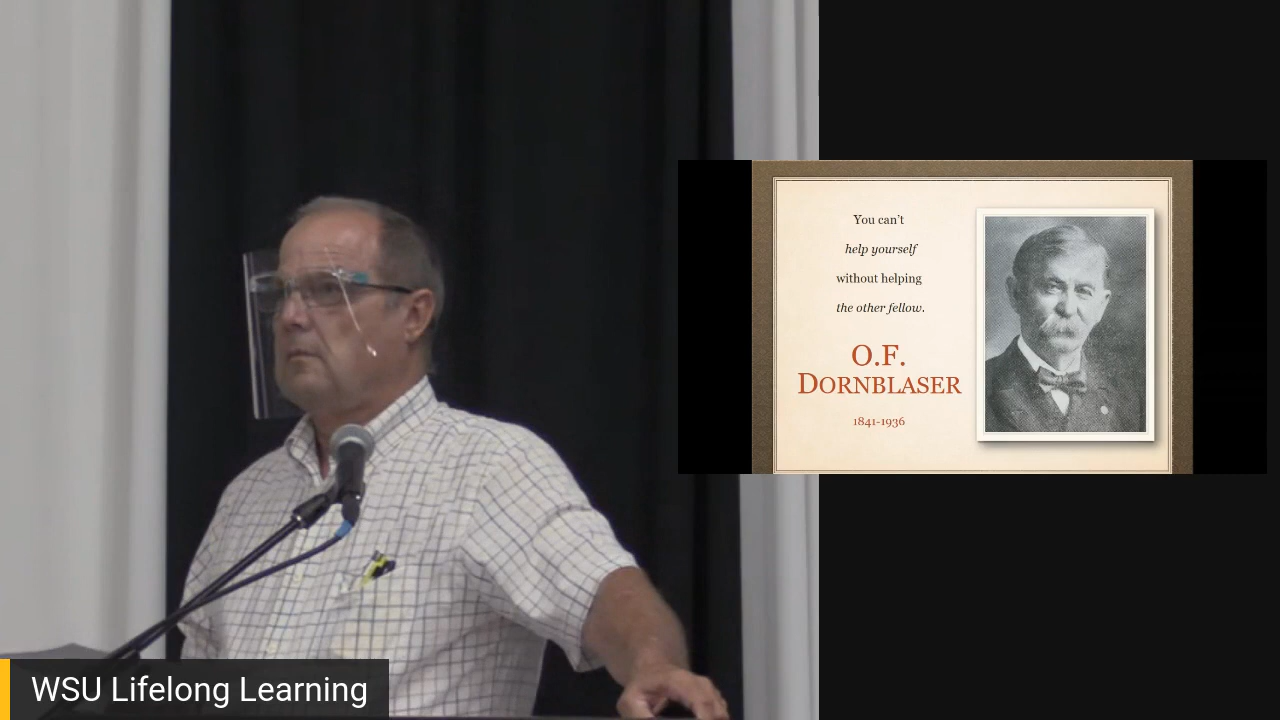 You can't
help yourself
without helping
the other fellow.
O.F.
DORNBLASER
1841-1936
WSU Lifelong Learning